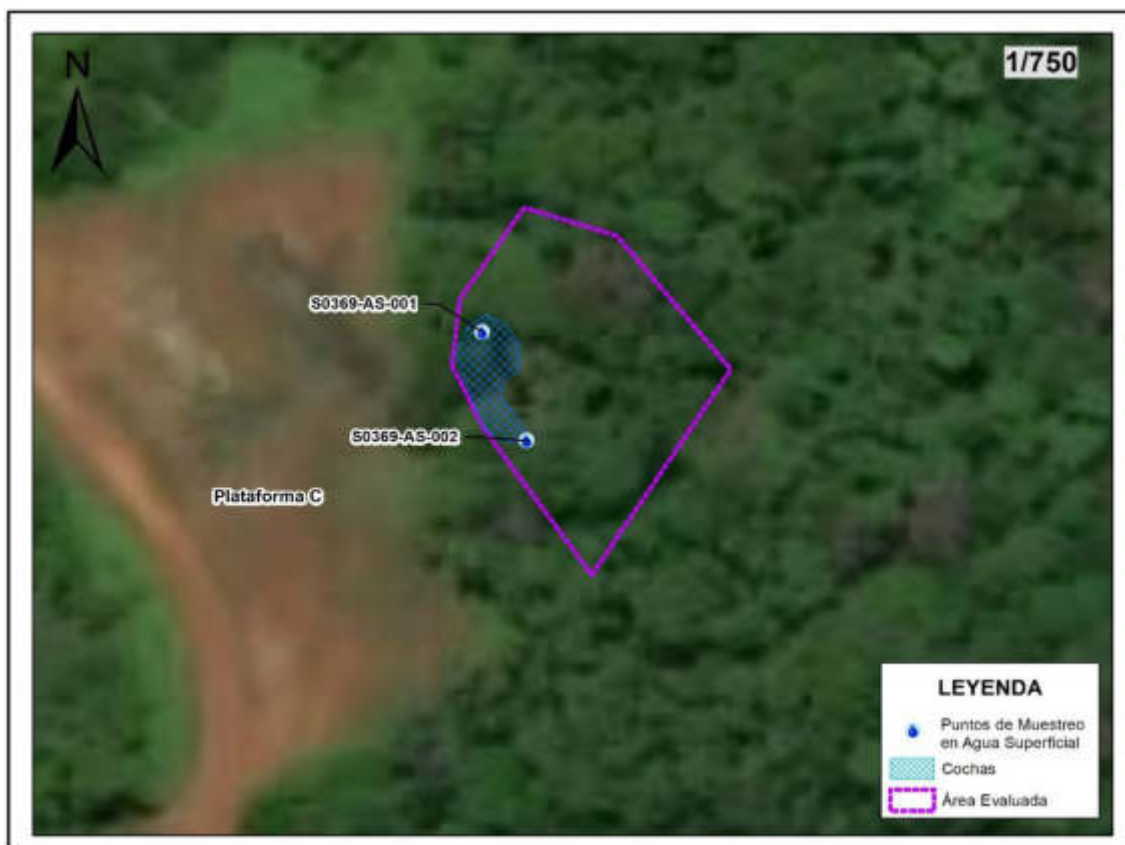 N
1/750
S0369-AS-001
S0369-AS-002
Plataforma C
LEYENDA
Puntos de Muestreo
en Agua Superficial
Cochas
Área Evaluada